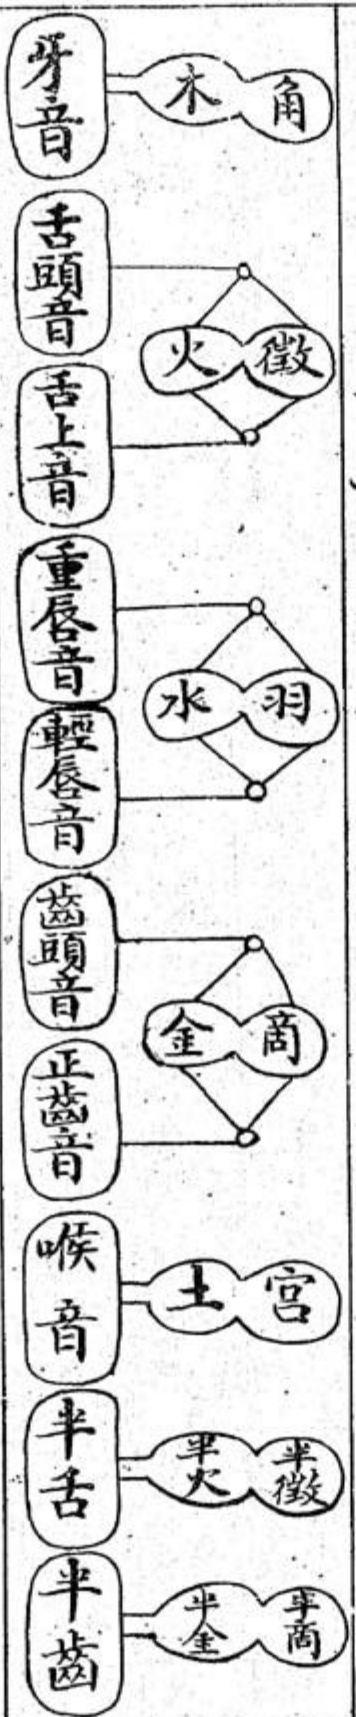 牙音 木 角
舌頭音
火 徵
舌上音
重唇音
水 羽
輕唇音
齒頭音
金 商
正齒音
喉音 土 宮
半舌 半火 半徵
半齒 半金 半商